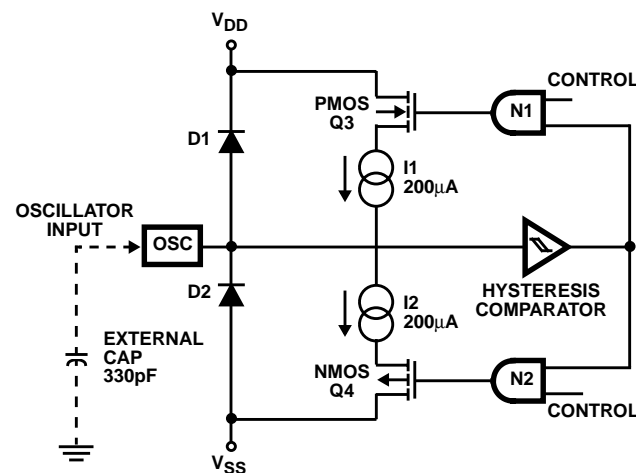 VDD
CONTROL
PMOS
Q3
N1
D1
I1
200μA
OSCILLATOR
INPUT
OSC
HYSTERESIS
COMPARATOR
D2
I2
200μA
EXTERNAL
CAP
330pF
NMOS
Q4
N2
CONTROL
VSS